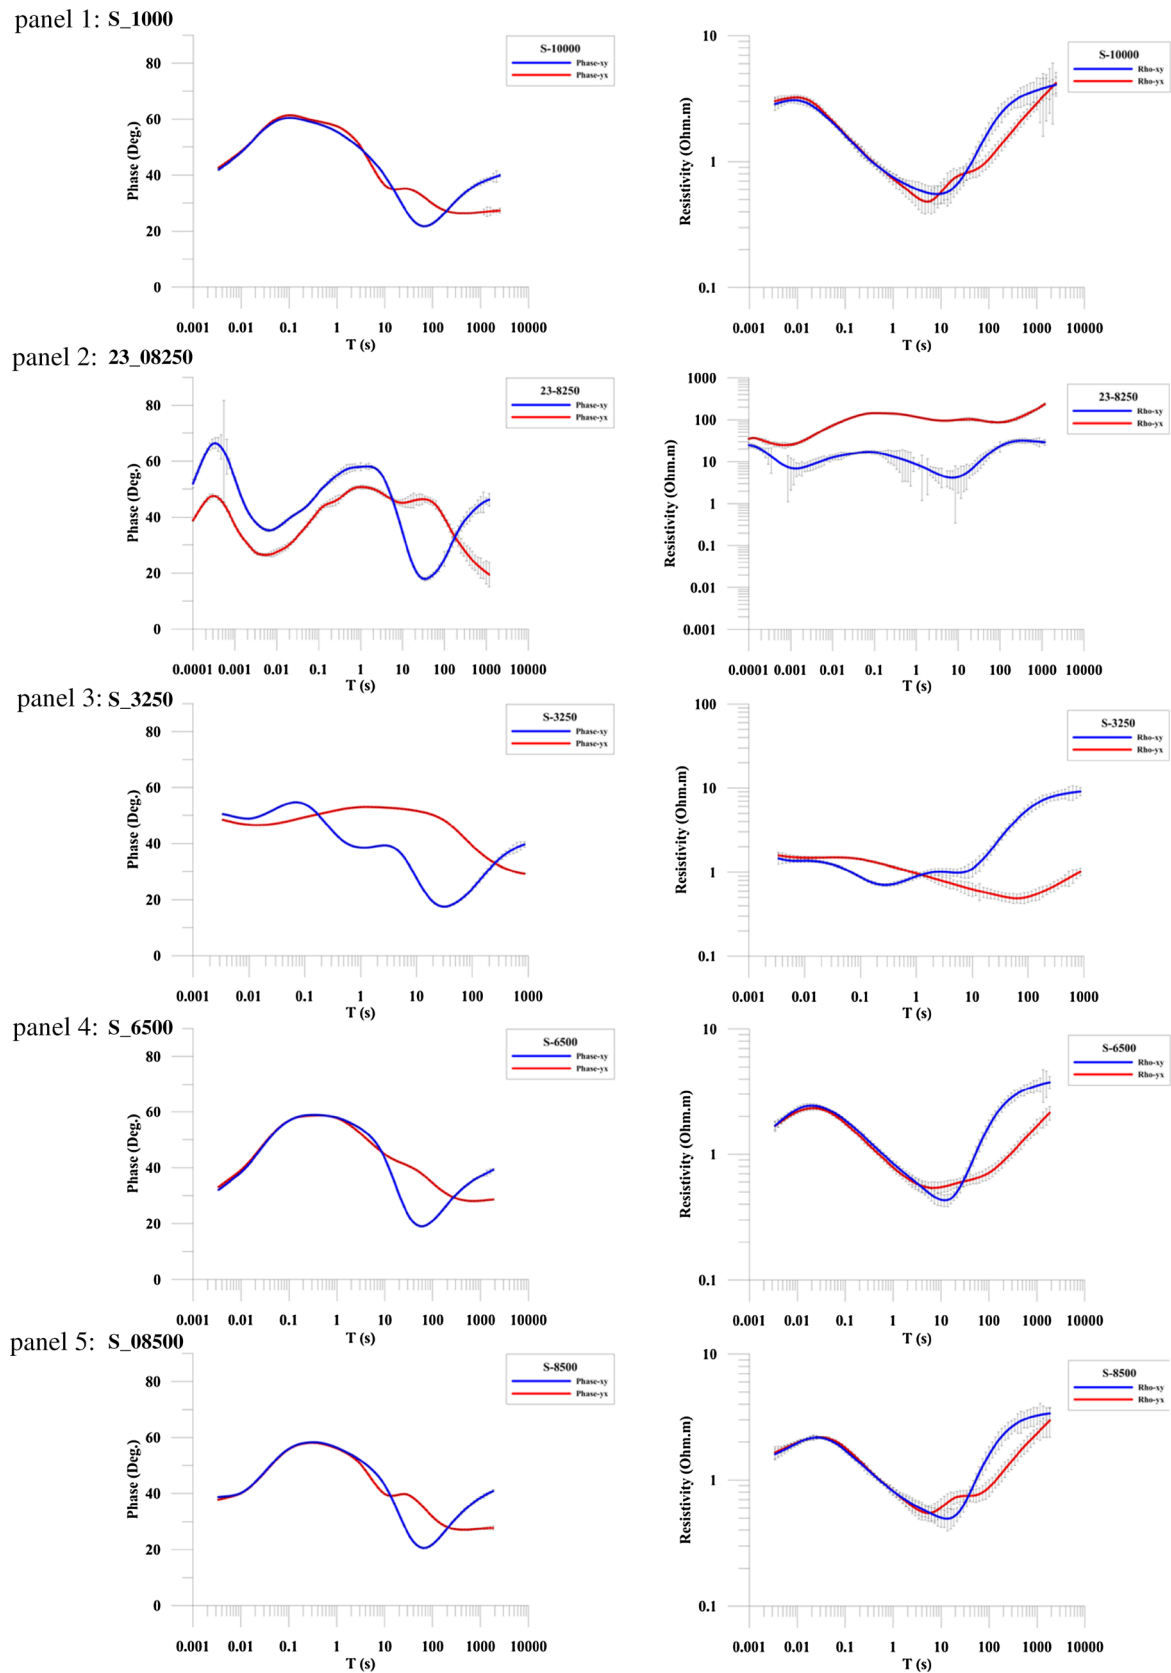 panel 1: S_1000
S-10000
Phase-xy
Phase-yx
80
60
40
20
0
Phase (Deg.)
0.001 0.01 0.1 1 10 100 1000 10000
T (s)
S-10000
Rho-xy
Rho-yx
10
1
0.1
Resistivity (Ohm.m)
0.001 0.01 0.1 1 10 100 1000 10000
T (s)
panel 2: 23_08250
23-8250
Phase-xy
Phase-yx
80
60
40
20
0
Phase (Deg.)
0.0001 0.001 0.01 0.1 1 10 100 1000 10000
T (s)
23-8250
Rho-xy
Rho-yx
1000
100
10
1
0.1
0.01
0.001
Resistivity (Ohm.m)
0.0001 0.001 0.01 0.1 1 10 100 1000 10000
T (s)
panel 3: S_3250
S-3250
Phase-xy
Phase-yx
80
60
40
20
0
Phase (Deg.)
0.001 0.01 0.1 1 10 100 1000
T (s)
S-3250
Rho-xy
Rho-yx
100
10
1
0.1
Resistivity (Ohm.m)
0.001 0.01 0.1 1 10 100 1000
T (s)
panel 4: S_6500
S-6500
Phase-xy
Phase-yx
80
60
40
20
0
Phase (Deg.)
0.001 0.01 0.1 1 10 100 1000 10000
T (s)
S-6500
Rho-xy
Rho-yx
10
1
0.1
Resistivity (Ohm.m)
0.001 0.01 0.1 1 10 100 1000 10000
T (s)
panel 5: S_08500
S-8500
Phase-xy
Phase-yx
80
60
40
20
0
Phase (Deg.)
0.001 0.01 0.1 1 10 100 1000 10000
T (s)
S-8500
Rho-xy
Rho-yx
10
1
0.1
Resistivity (Ohm.m)
0.001 0.01 0.1 1 10 100 1000 10000
T (s)